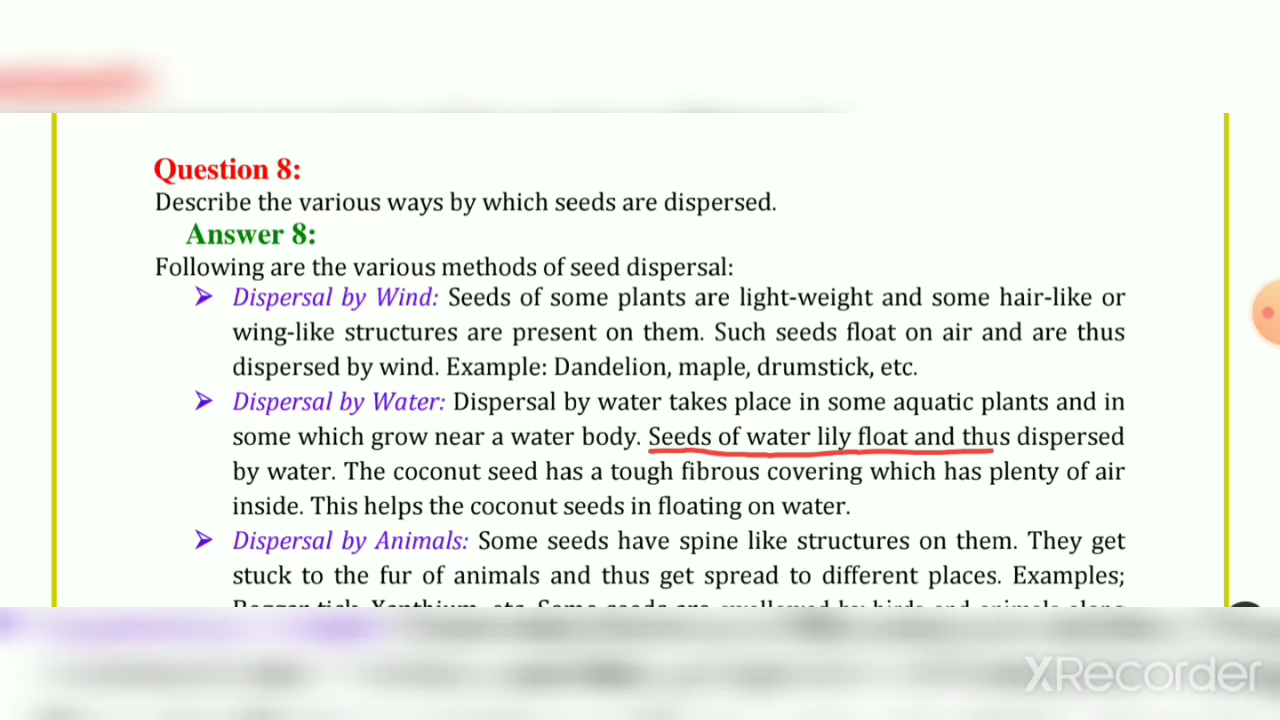 Question 8:
Describe the various ways by which seeds are dispersed.
Answer 8:
Following are the various methods of seed dispersal:
➢ Dispersal by Wind: Seeds of some plants are light-weight and some hair-like or
wing-like structures are present on them. Such seeds float on air and are thus
dispersed by wind. Example: Dandelion, maple, drumstick, etc.
➢ Dispersal by Water: Dispersal by water takes place in some aquatic plants and in
some which grow near a water body. Seeds of water lily float and thus dispersed
by water. The coconut seed has a tough fibrous covering which has plenty of air
inside. This helps the coconut seeds in floating on water.
➢ Dispersal by Animals: Some seeds have spine like structures on them. They get
stuck to the fur of animals and thus get spread to different places. Examples;
XRecorder